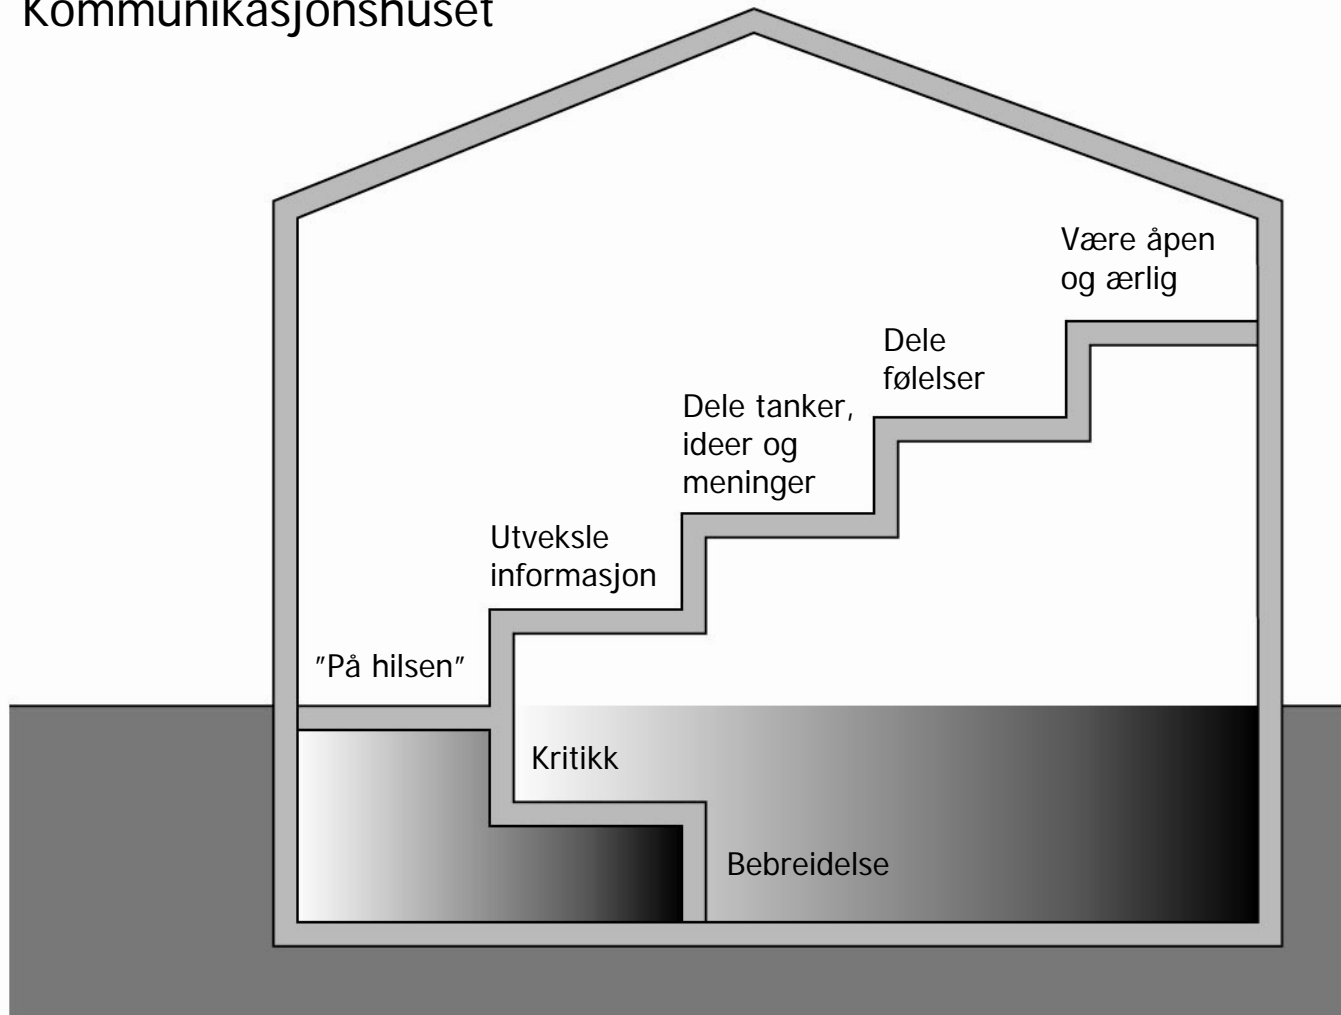 Kommunikasjonshuset
Være åpen
og ærlig
Dele
følelser
Dele tanker,
ideer og
meninger
Utveksle
informasjon
"På hilsen"
Kritikk
Bebreidelse